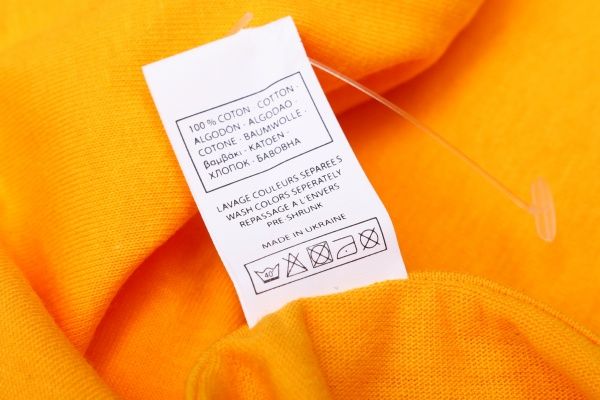 100 % COTON · COTTON ·
ALGODON · ALGODAO ·
COTONE · BAUMWOLLE ·
βαμβάκι · KATOEN ·
ХЛОПОК · БАВОВНА
LAVAGE COULEURS SEPAREES
WASH COLORS SEPERATELY
REPASSAGE A L'ENVERS
PRE SHRUNK
MADE IN UKRAINE
40